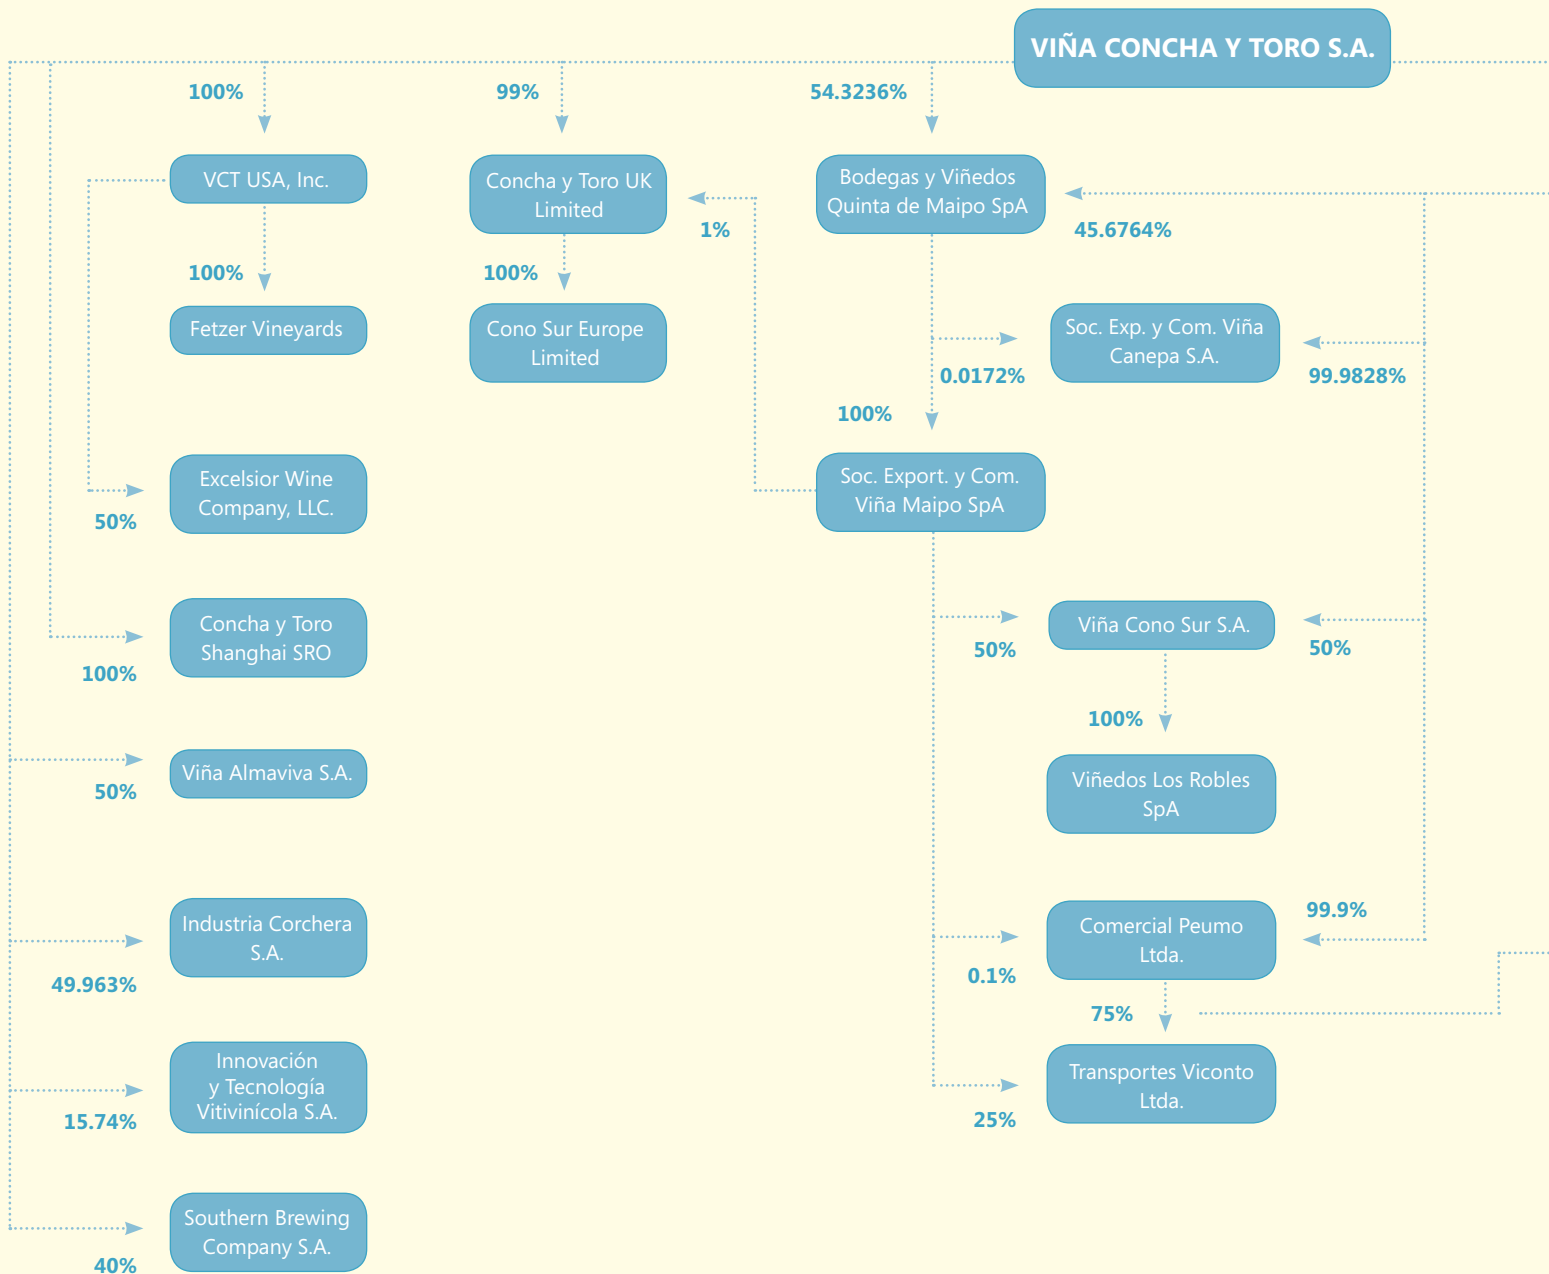 VIÑA CONCHA Y TORO S.A.
100%
99%
54.3236%
VCT USA, Inc.
Concha y Toro UK
Limited
1%
Bodegas y Viñedos
Quinta de Maipo SpA
45.6764%
100%
Fetzer Vineyards
100%
Cono Sur Europe
Limited
Soc. Exp. y Com. Viña
Canepa S.A.
0.0172%
99.9828%
100%
Excelsior Wine
Company, LLC.
50%
Soc. Export. y Com.
Viña Maipo SpA
Concha y Toro
Shanghai SRO
100%
Viña Cono Sur S.A.
50%
50%
100%
Viña Almaviva S.A.
50%
Viñedos Los Robles
SpA
Industria Corchera
S.A.
49.963%
Comercial Peumo
Ltda.
99.9%
0.1%
75%
Innovación
y Tecnología
Vitivinícola S.A.
15.74%
Transportes Viconto
Ltda.
25%
Southern Brewing
Company S.A.
40%